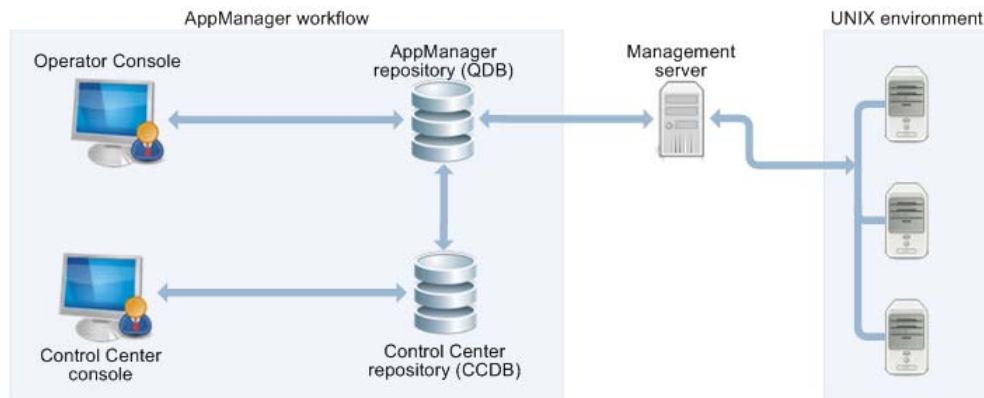 AppManager workflow
UNIX environment
Operator Console
AppManager
repository (QDB)
Management
server
Control Center
console
Control Center
repository (CCDB)